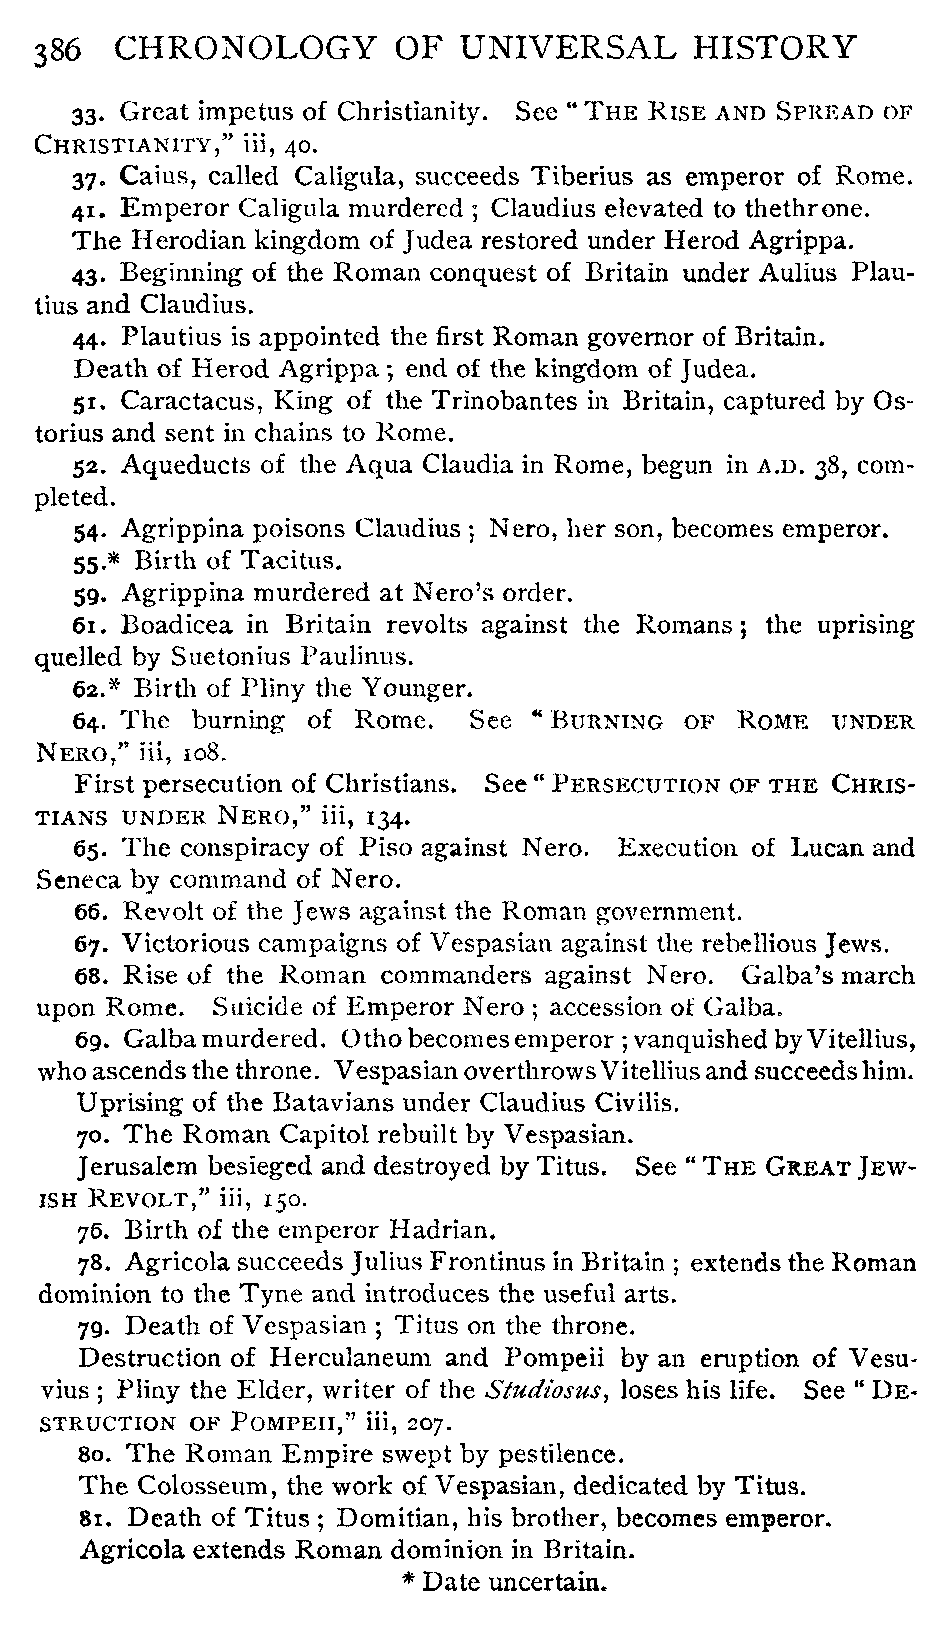 386 CHRONOLOGY OF UNIVERSAL HISTORY
33. Great impetus of Christianity. See "THE RISE AND SPREAD OF
CHRISTIANITY," iii, 40.
37. Caius, called Caligula, succeeds Tiberius as emperor of Rome.
41. Emperor Caligula murdered; Claudius elevated to thethrone.
The Herodian kingdom of Judea restored under Herod Agrippa.
43. Beginning of the Roman conquest of Britain under Aulius Plau-
tius and Claudius.
44. Plautius is appointed the first Roman governor of Britain.
Death of Herod Agrippa; end of the kingdom of Judea.
51. Caractacus, King of the Trinobantes in Britain, captured by Os-
torius and sent in chains to Rome.
52. Aqueducts of the Aqua Claudia in Rome, begun in A.D. 38, com-
pleted.
54. Agrippina poisons Claudius; Nero, her son, becomes emperor.
55.* Birth of Tacitus.
59. Agrippina murdered at Nero's order.
61. Boadicea in Britain revolts against the Romans; the uprising
quelled by Suetonius Paulinus.
62.* Birth of Pliny the Younger.
64. The burning of Rome. See "BURNING OF ROME UNDER
NERO," iii, 108.
First persecution of Christians. See "PERSECUTION OF THE CHRIS-
TIANS UNDER NERO," iii, 134.
65. The conspiracy of Piso against Nero. Execution of Lucan and
Seneca by command of Nero.
66. Revolt of the Jews against the Roman government.
67. Victorious campaigns of Vespasian against the rebellious Jews.
68. Rise of the Roman commanders against Nero. Galba's march
upon Rome. Suicide of Emperor Nero; accession of Galba.
69. Galba murdered. Otho becomes emperor; vanquished by Vitellius,
who ascends the throne. Vespasian overthrows Vitellius and succeeds him.
Uprising of the Batavians under Claudius Civilis.
70. The Roman Capitol rebuilt by Vespasian.
Jerusalem besieged and destroyed by Titus. See "THE GREAT JEW-
ISH REVOLT," iii, 150.
76. Birth of the emperor Hadrian.
78. Agricola succeeds Julius Frontinus in Britain; extends the Roman
dominion to the Tyne and introduces the useful arts.
79. Death of Vespasian; Titus on the throne.
Destruction of Herculaneum and Pompeii by an eruption of Vesu-
vius; Pliny the Elder, writer of the Studiosus, loses his life. See "DE-
STRUCTION OF POMPEII," iii, 207.
80. The Roman Empire swept by pestilence.
The Colosseum, the work of Vespasian, dedicated by Titus.
81. Death of Titus; Domitian, his brother, becomes emperor.
Agricola extends Roman dominion in Britain.
* Date uncertain.